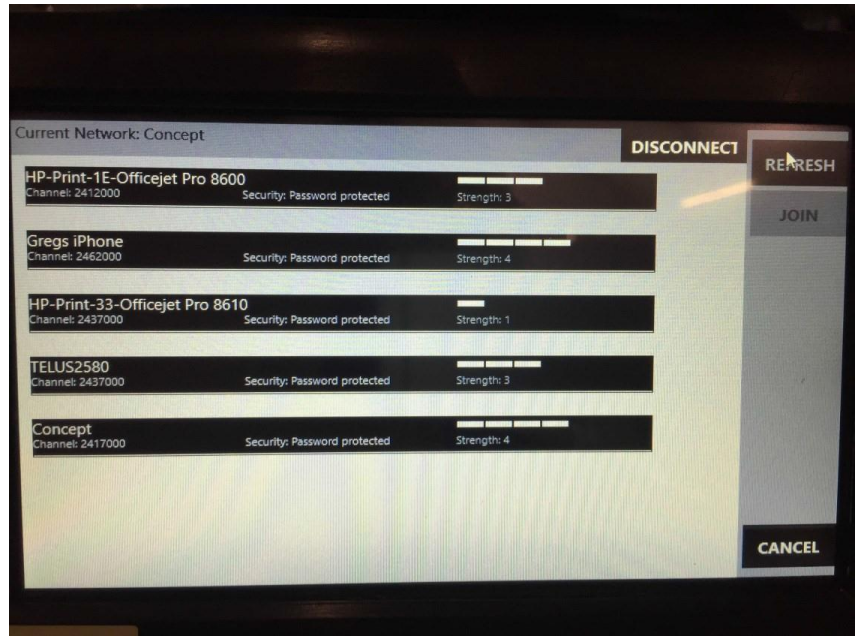 Current Network: Concept
DISCONNECT
REFRESH
JOIN
HP-Print-1E-Officejet Pro 8600
Channel: 2412000 Security: Password protected Strength: 3
Gregs iPhone
Channel: 2462000 Security: Password protected Strength: 4
HP-Print-33-Officejet Pro 8610
Channel: 2437000 Security: Password protected Strength: 1
TELUS2580
Channel: 2437000 Security: Password protected Strength: 3
Concept
Channel: 2417000 Security: Password protected Strength: 4
CANCEL